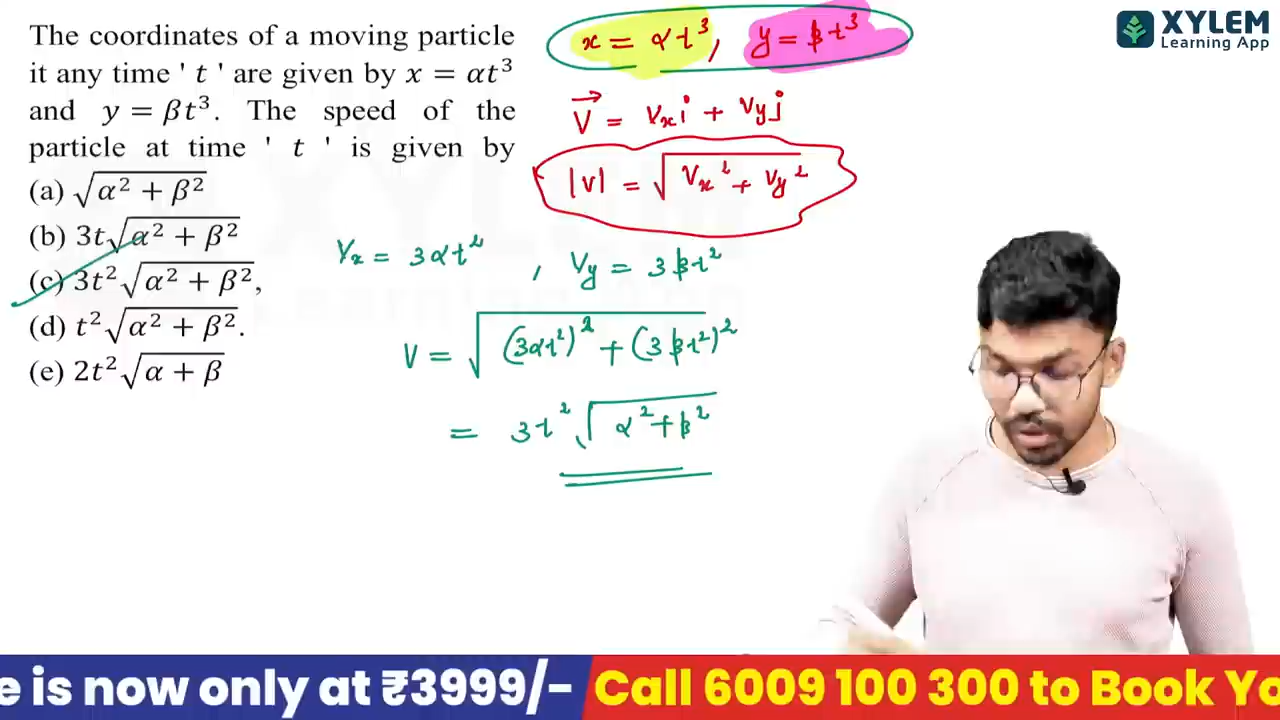 The coordinates of a moving particle
it any time ' t ' are given by x = αt³
and y = βt³. The speed of the
particle at time ' t ' is given by
(a) √(α² + β²)
(b) 3t√(α² + β²)
(c) 3t²√(α² + β²),
(d) t²√(α² + β²).
(e) 2t²√(α + β)
x = αt³, y = βt³
V = Vxi + Vyj
|V| = √(Vx² + Vy²)
Vx = 3αt², Vy = 3βt²
V = √((3αt²)² + (3βt²)²)
= 3t²√(α² + β²)
XYLEM
Learning App
e is now only at ₹3999/- Call 6009 100 300 to Book Yo